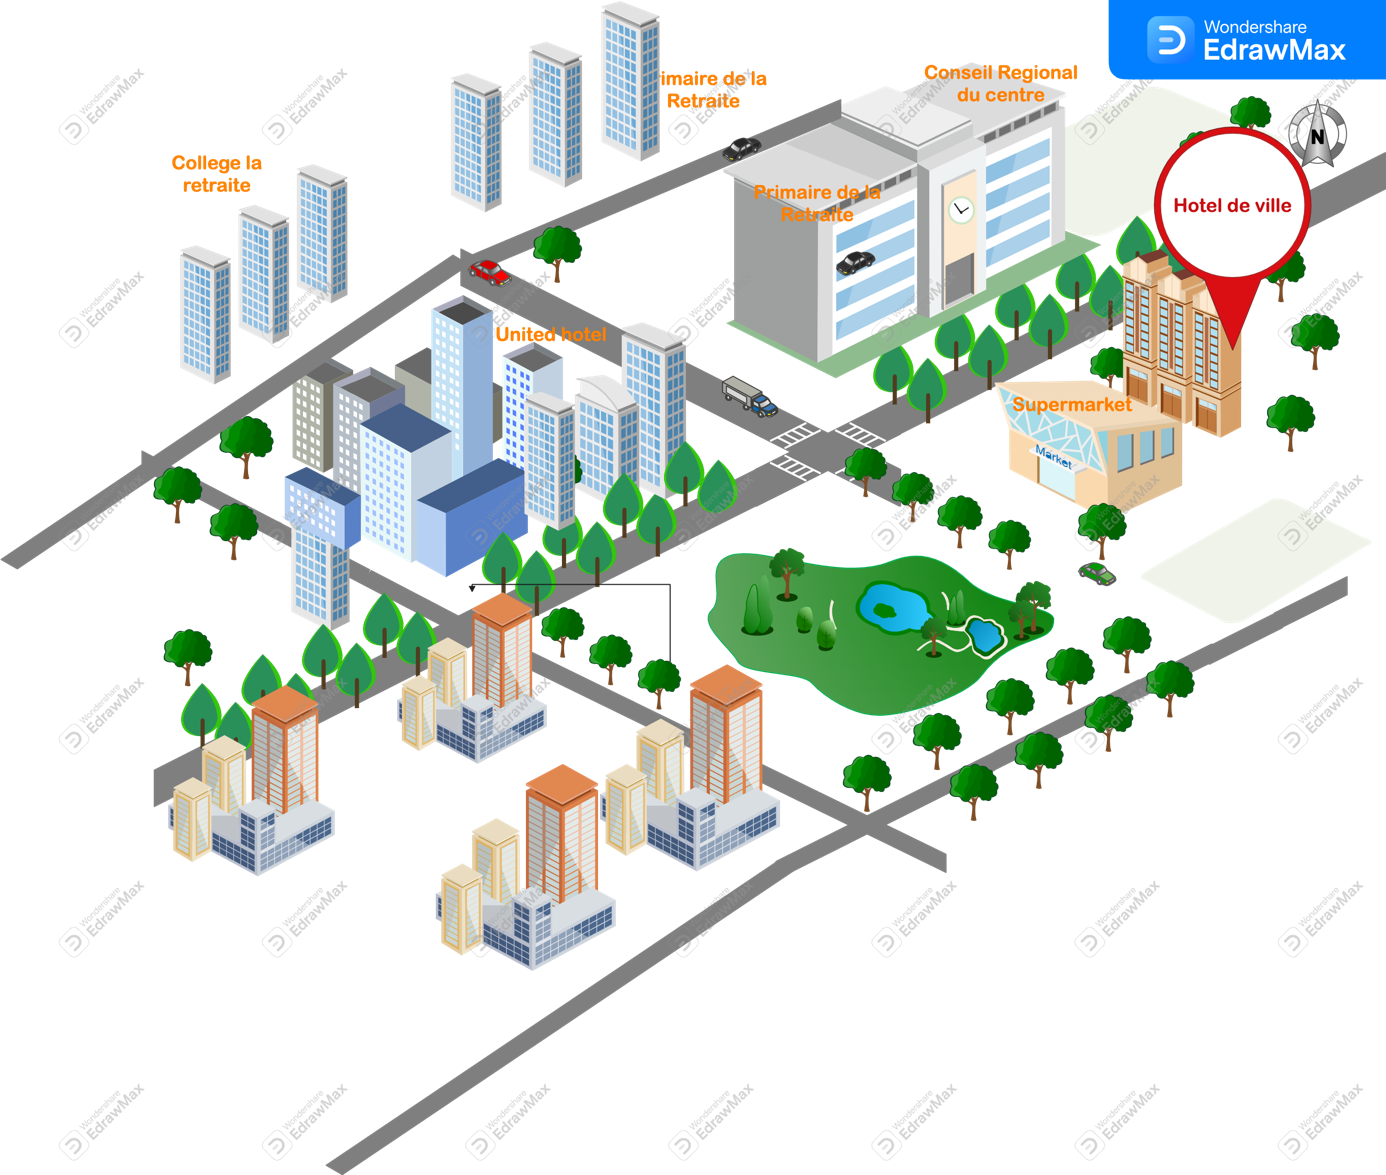 Wondershare
EdrawMax
imaire de la
Retraite
Conseil Regional
du centre
N
College la
retraite
Primaire de la
Retraite
Hotel de ville
United hotel
Supermarket
Market